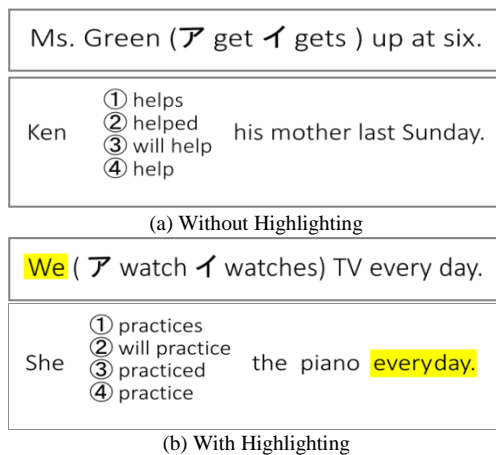 Ms. Green (ア get イ gets ) up at six.
① helps
② helped
Ken his mother last Sunday.
③ will help
④ help
(a) Without Highlighting
We ( ア watch イ watches) TV every day.
① practices
② will practice
She the piano everyday.
③ practiced
④ practice
(b) With Highlighting